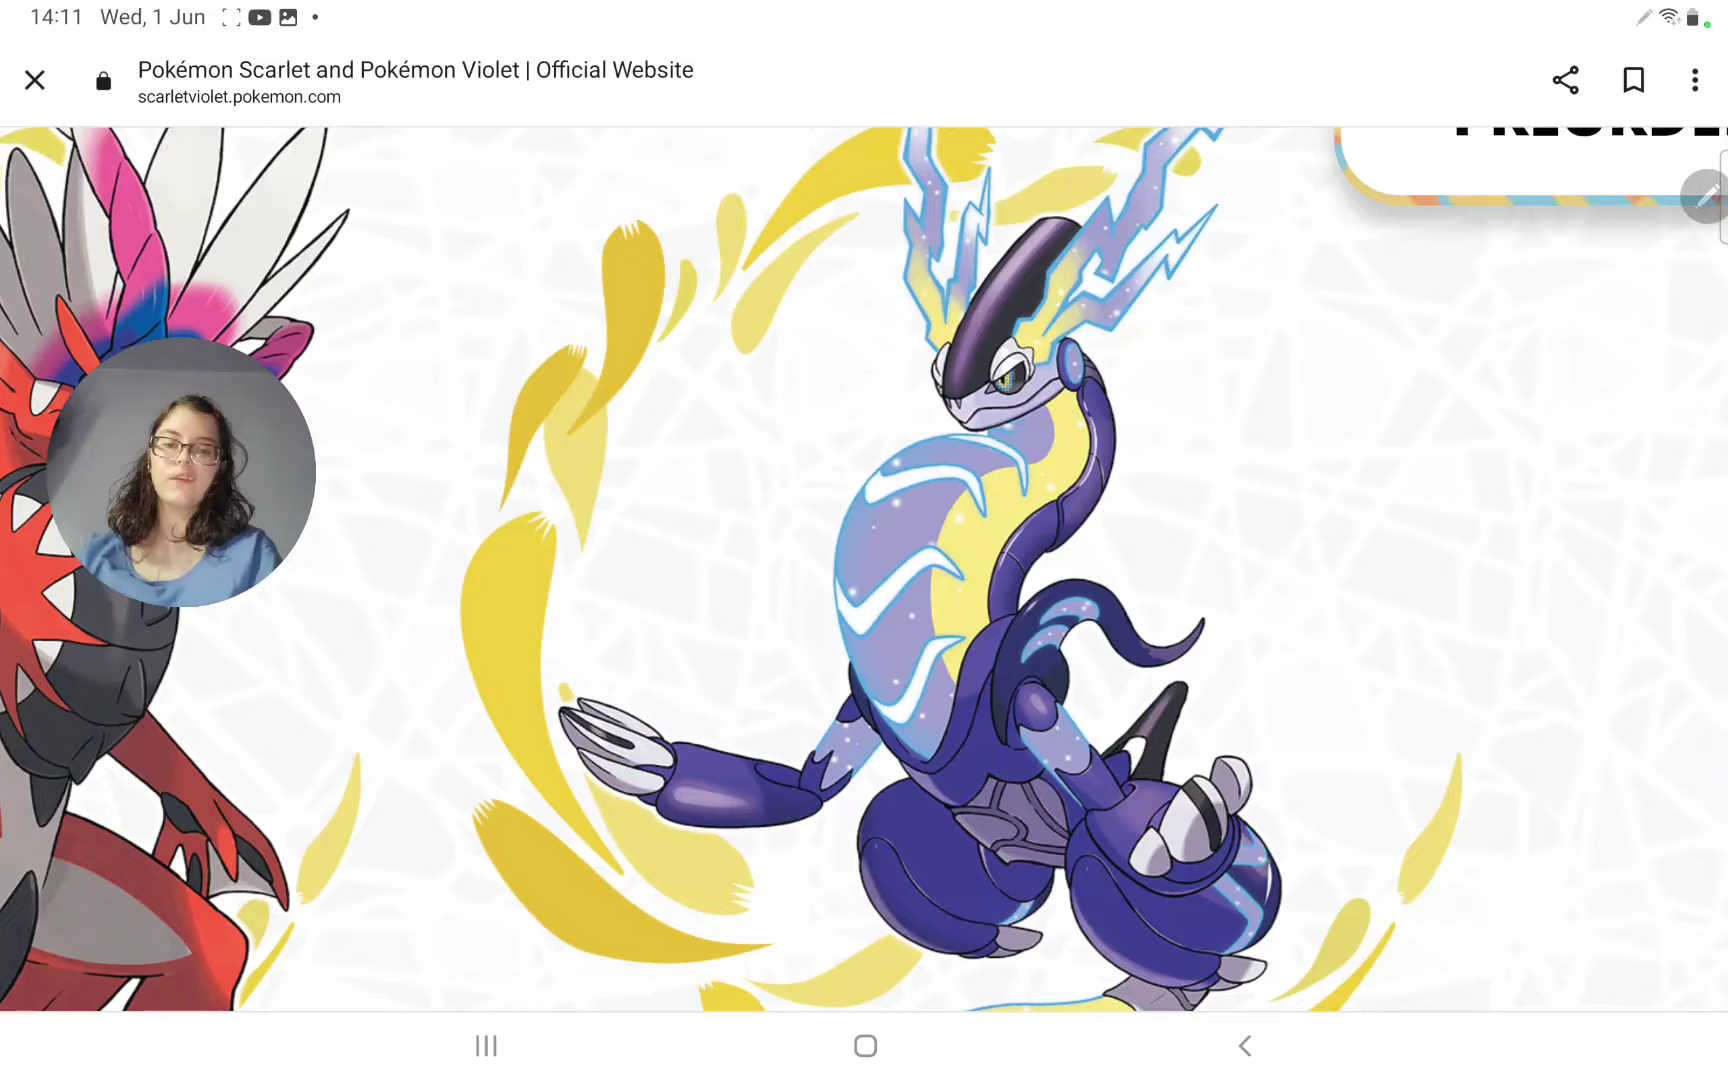 14:11 Wed, 1 Jun
Pokémon Scarlet and Pokémon Violet | Official Website
scarletviolet.pokemon.com